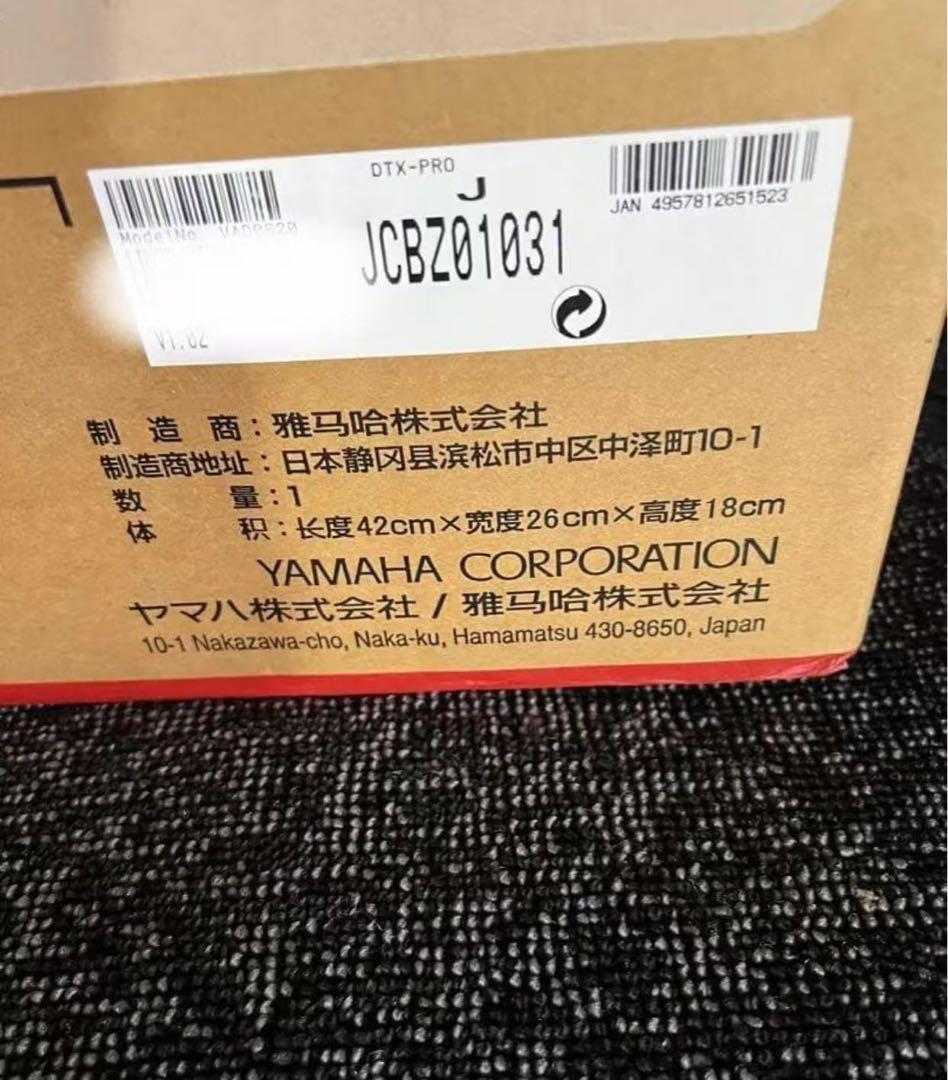 DTX-PRO
J
JAN 4957812651523
Model No.
JCBZ01031
V1.02
制造商:雅马哈株式会社
制造商地址:日本静冈县滨松市中区中泽町10-1
数量:1
体积:长度42cm×宽度26cm×高度18cm
YAMAHA CORPORATION
ヤマハ株式会社 / 雅马哈株式会社
10-1 Nakazawa-cho, Naka-ku, Hamamatsu 430-8650, Japan